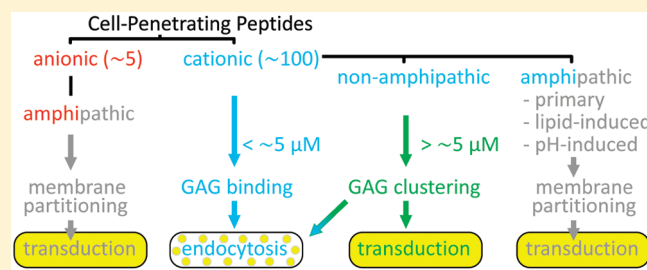 Cell-Penetrating Peptides
anionic (~5)
cationic (~100)
non-amphipathic
amphipathic
- primary
- lipid-induced
- pH-induced
amphipathic
< ~5 µM
> ~5 µM
membrane
partitioning
GAG binding
GAG clustering
membrane
partitioning
transduction
endocytosis
transduction
transduction